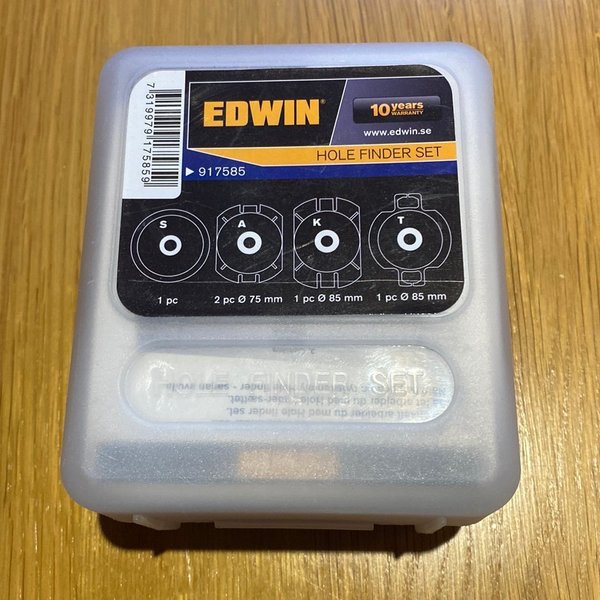 7319979175859
EDWIN®
10 years
WARRANTY
www.edwin.se
HOLE FINDER SET
917585
S A K T
1 pc 2 pc Ø 75 mm 1 pc Ø 85 mm 1 pc Ø 85 mm
HOLE FINDER SET